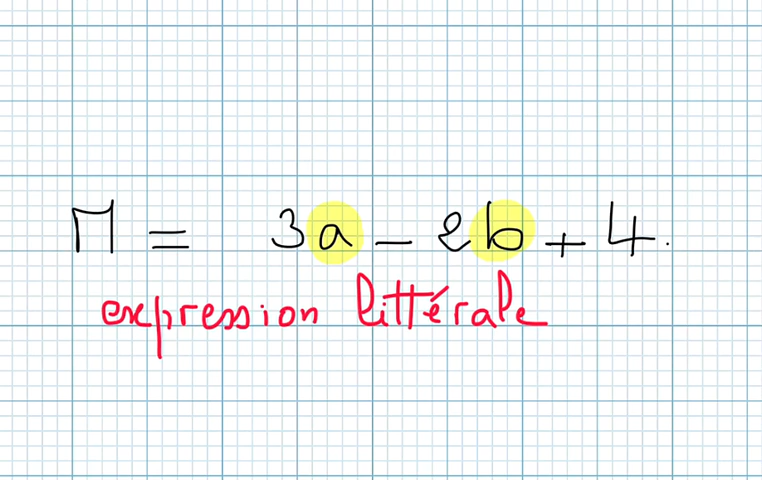 M = 3a - 2b + 4.
expression littérale